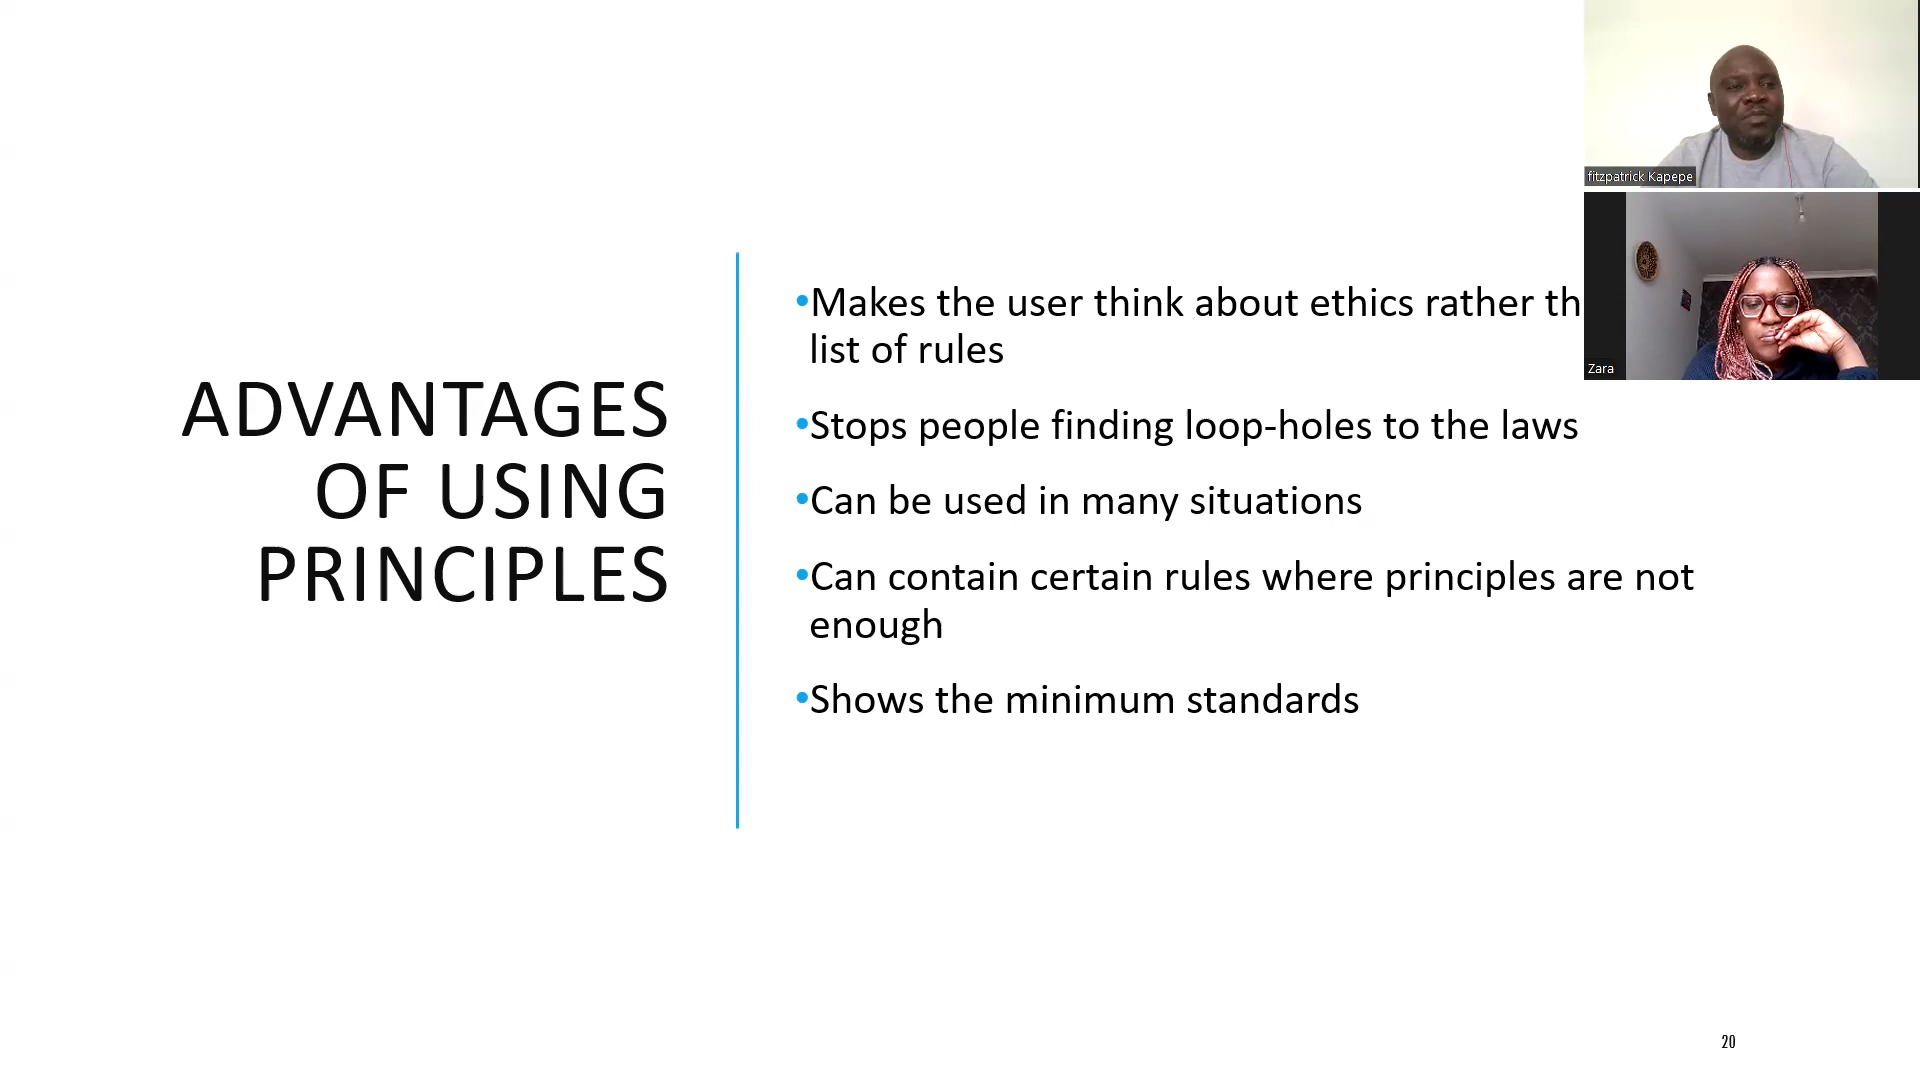 ADVANTAGES
OF USING
PRINCIPLES
•Makes the user think about ethics rather th
list of rules
•Stops people finding loop-holes to the laws
•Can be used in many situations
•Can contain certain rules where principles are not
enough
•Shows the minimum standards
fitzpatrick Kapepe
Zara
20